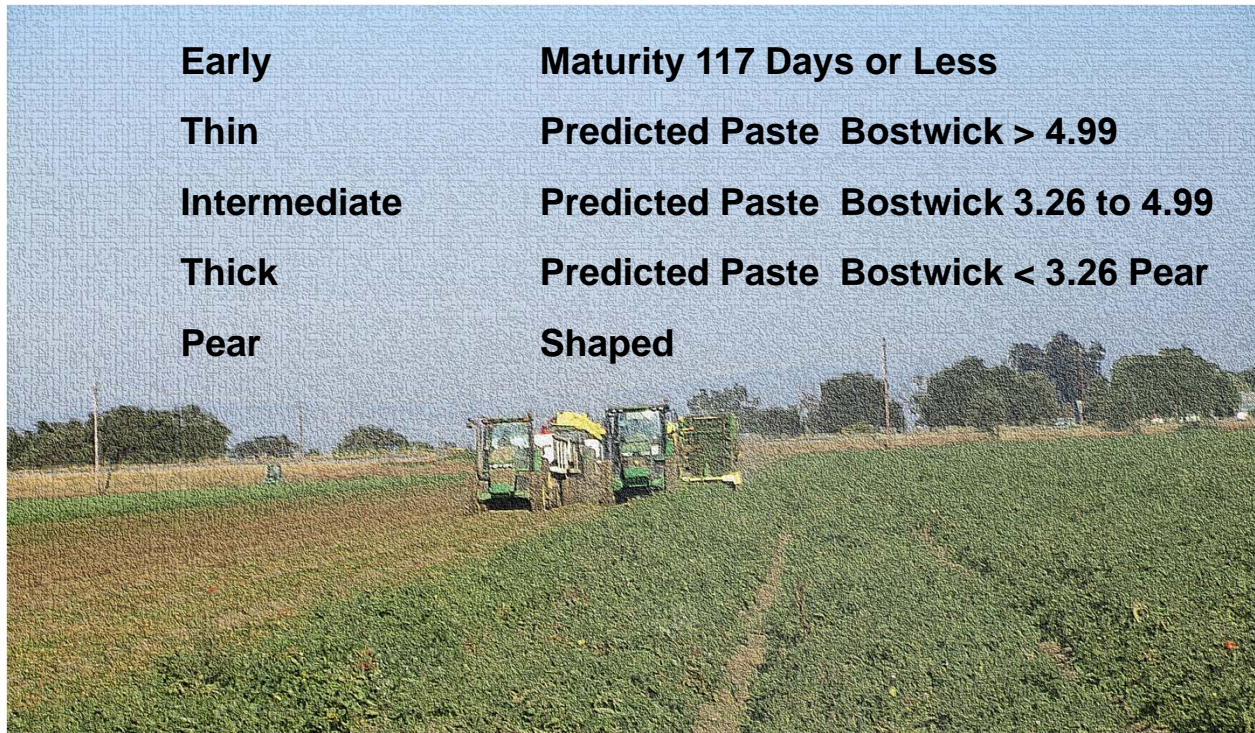 Early Maturity 117 Days or Less
Thin Predicted Paste Bostwick > 4.99
Intermediate Predicted Paste Bostwick 3.26 to 4.99
Thick Predicted Paste Bostwick < 3.26 Pear
Pear Shaped